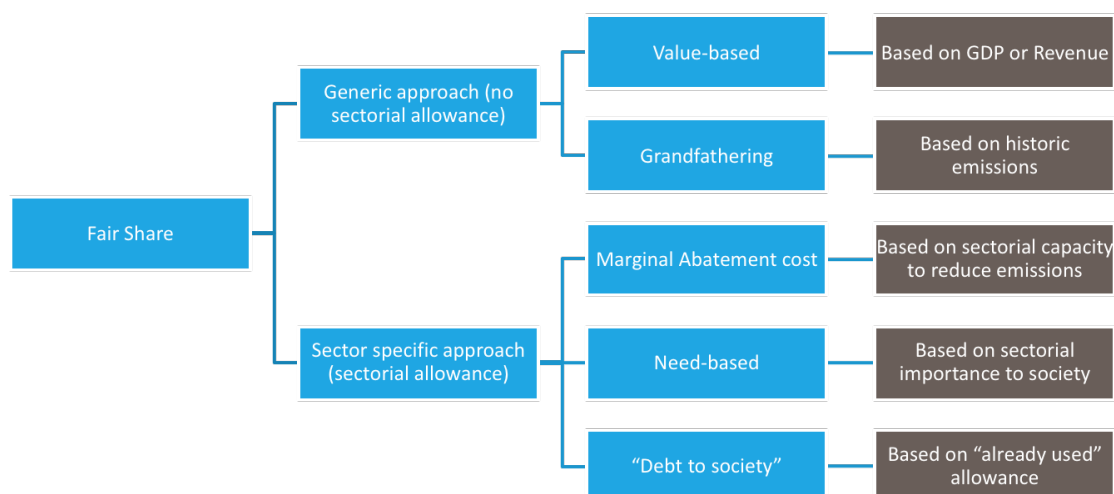 Fair Share
Generic approach (no
sectorial allowance)
Value-based
Based on GDP or Revenue
Grandfathering
Based on historic
emissions
Sector specific approach
(sectorial allowance)
Marginal Abatement cost
Based on sectorial capacity
to reduce emissions
Need-based
Based on sectorial
importance to society
“Debt to society”
Based on “already used”
allowance